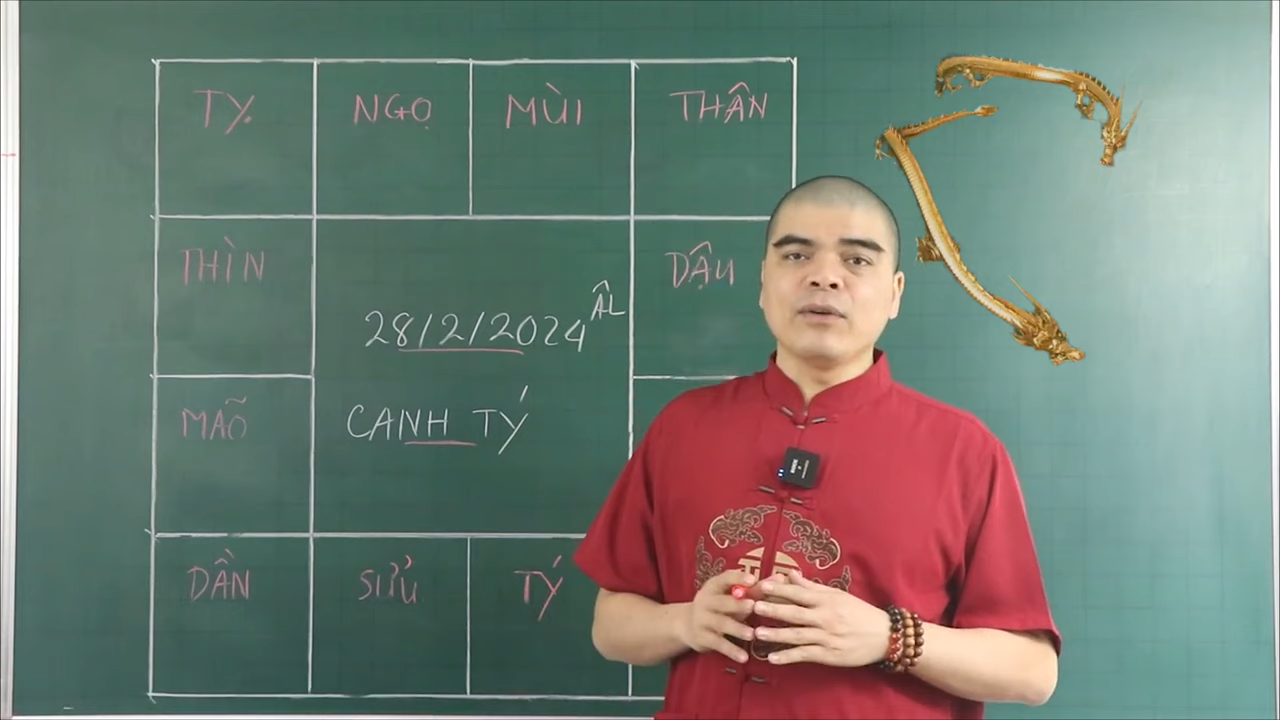 TỴ NGỌ MÙI THÂN
THÌN DẬU
28/2/2024 ÂL
MÃO CANH TÝ
DẦN SỬU TÝ